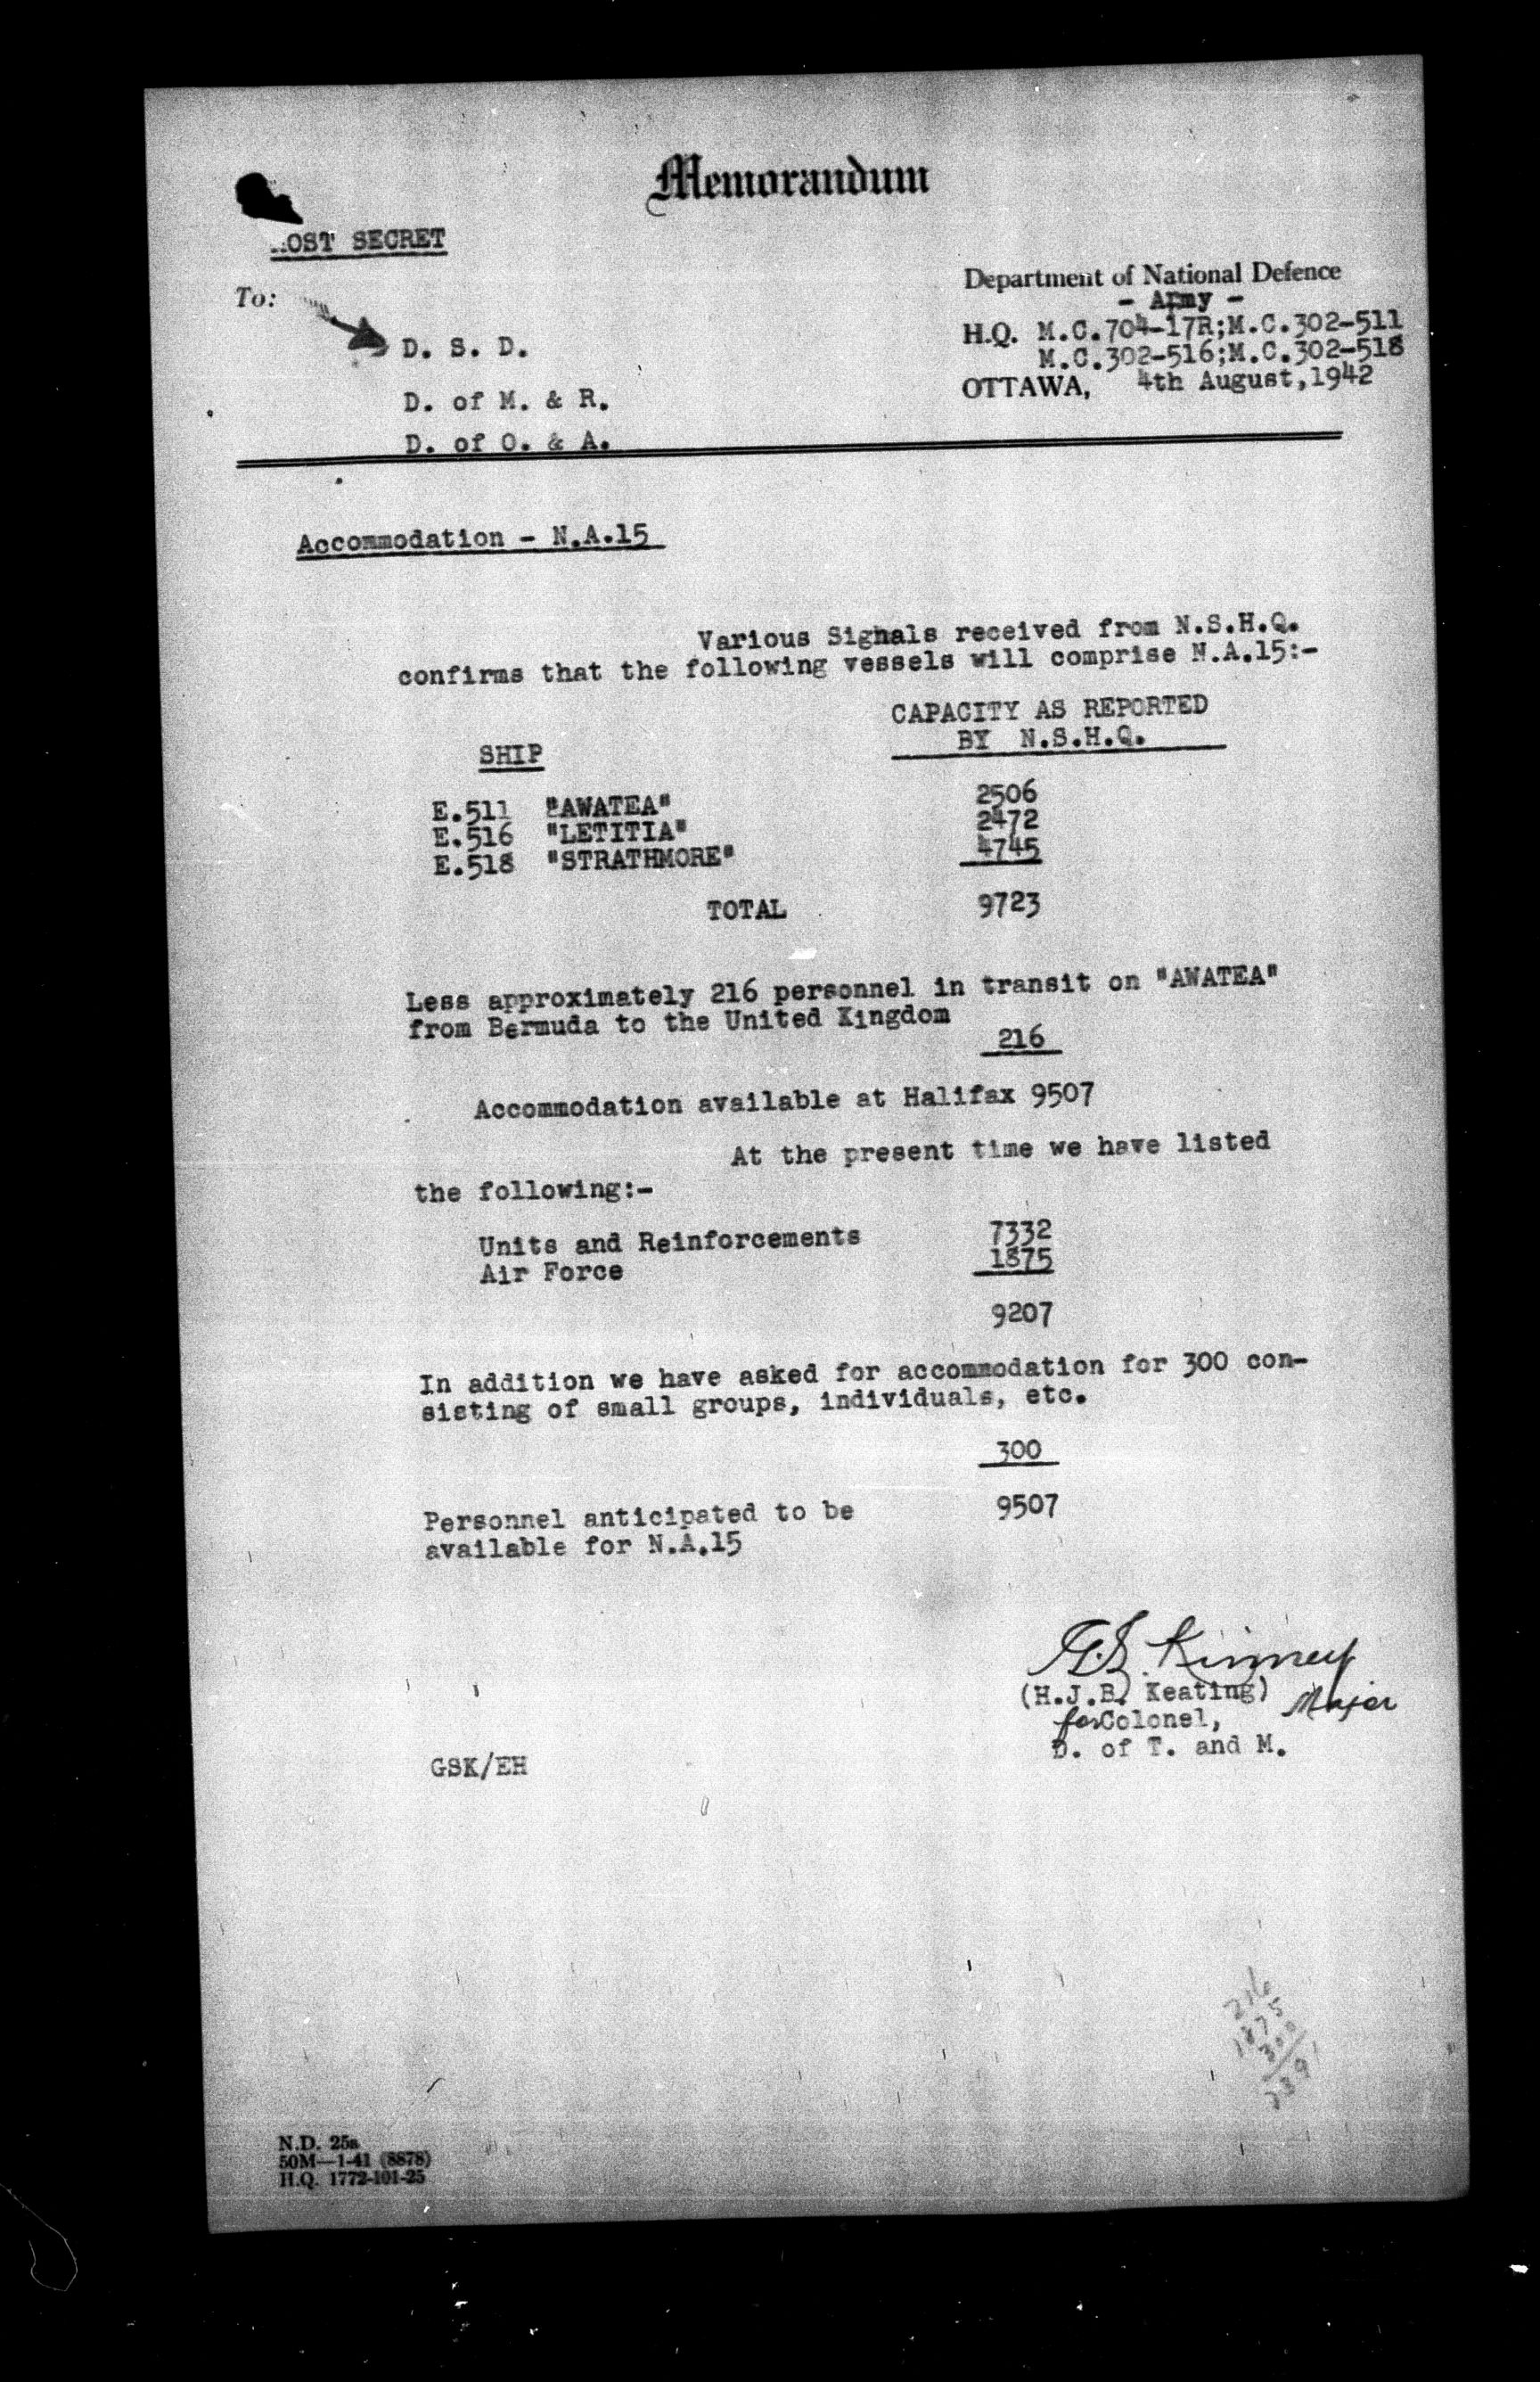 Memorandum
OST SECRET
To:
D. S. D.
D. of M. & R.
D. of O. & A.
Department of National Defence
- Army -
H.Q. M.C.704-17R;M.C.302-511
M.C.302-516;M.C.302-518
OTTAWA, 4th August,1942
Accommodation - N.A.15
Various Signals received from N.S.H.Q.
confirms that the following vessels will comprise N.A.15:-
CAPACITY AS REPORTED
SHIP BY N.S.H.Q.
E.511 "AWATEA" 2506
E.516 "LETITIA" 2472
E.518 "STRATHMORE" 4745
TOTAL 9723
Less approximately 216 personnel in transit on "AWATEA"
from Bermuda to the United Kingdom
216
Accommodation available at Halifax 9507
At the present time we have listed
the following:-
Units and Reinforcements 7332
Air Force 1875
9207
In addition we have asked for accommodation for 300 con-
sisting of small groups, individuals, etc.
300
Personnel anticipated to be 9507
available for N.A.15
G.S. Kinney
(H.J.B. Keating) Major
for Colonel,
D. of T. and M.
GSK/EH
216
1875
300
2391
N.D. 25a
50M—1-41 (8878)
H.Q. 1772-101-25